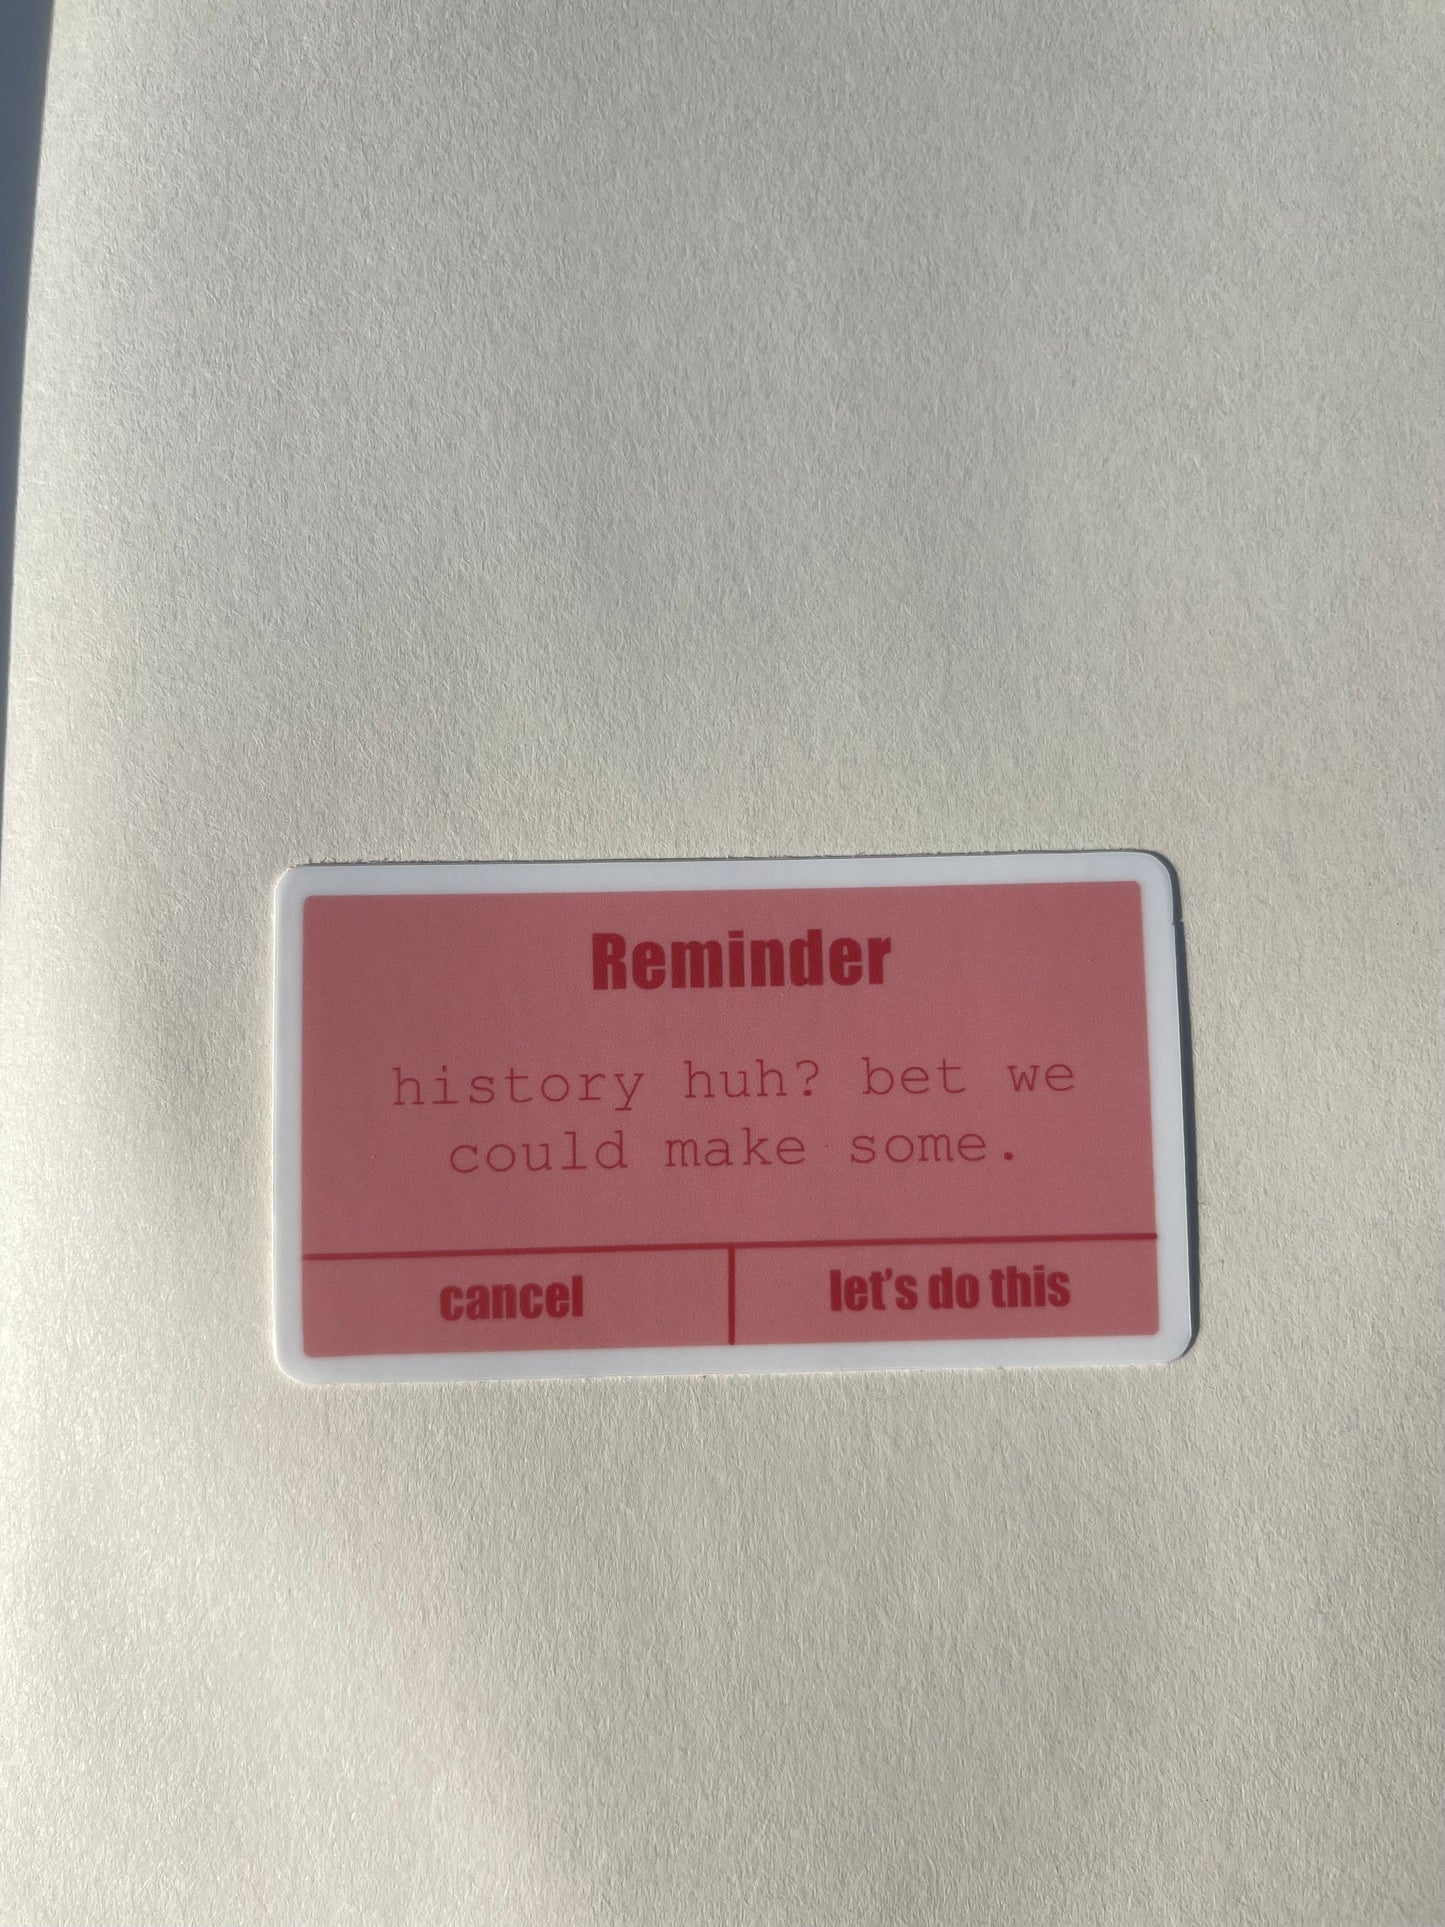 Reminder
history huh? bet we
could make some.
cancel
let's do this